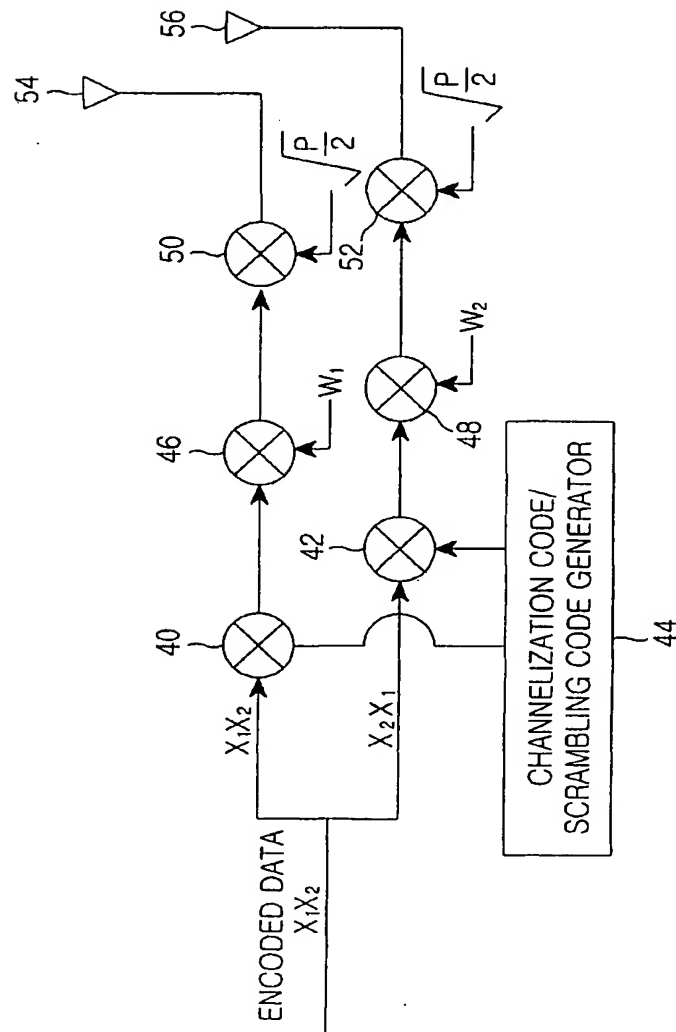 54
56
50
√P/2
52
√P/2
46
W₁
48
W₂
40
42
X₁X₂
X₂X₁
ENCODED DATA
X₁X₂
CHANNELIZATION CODE/
SCRAMBLING CODE GENERATOR
44